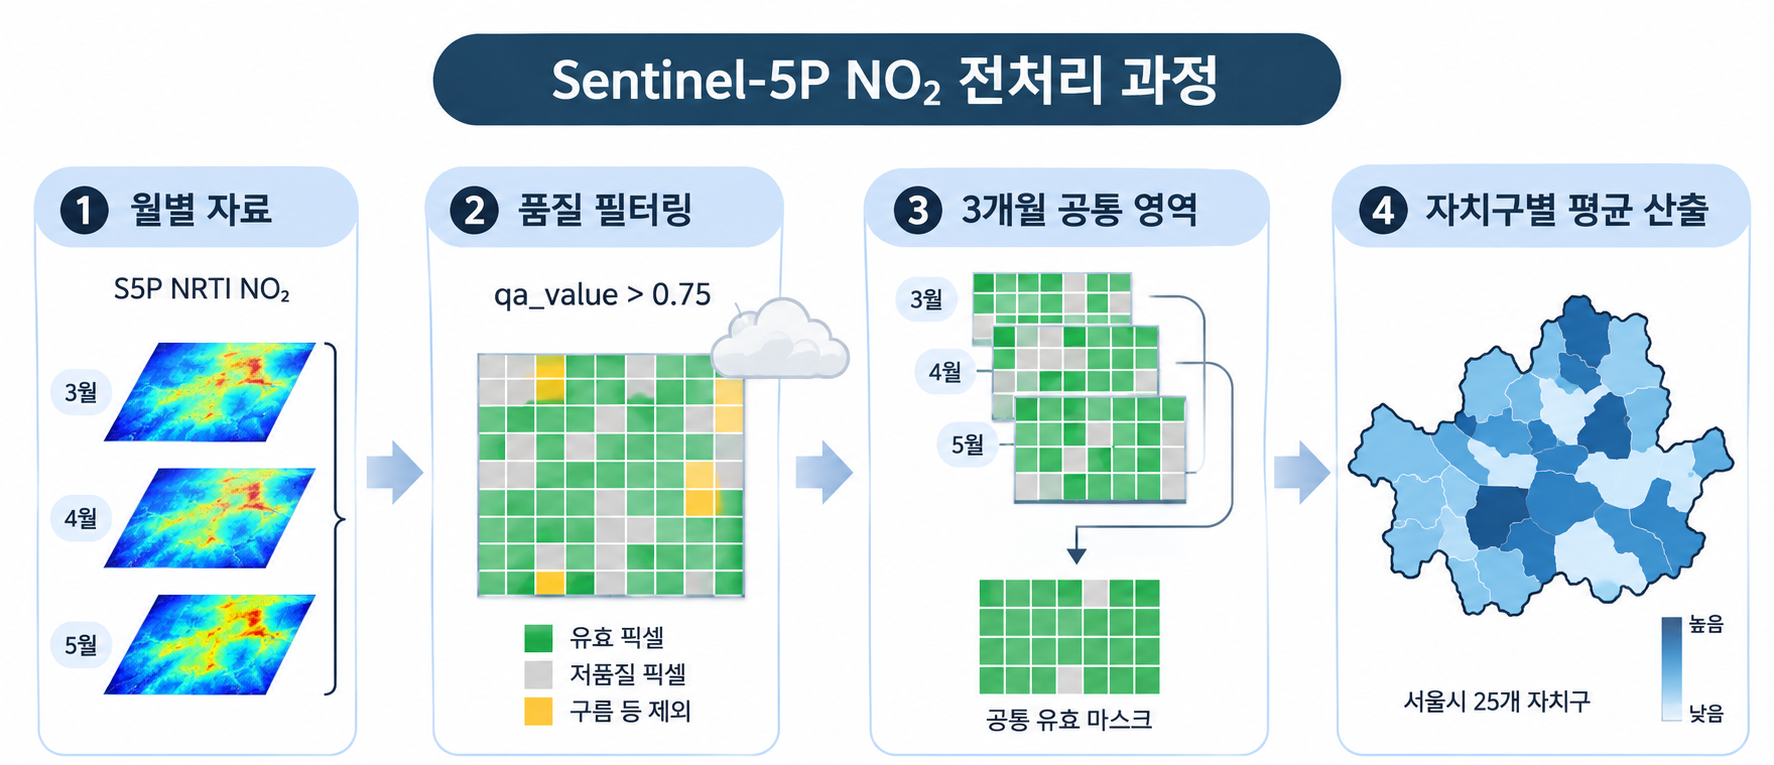 Sentinel-5P NO₂ 전처리 과정
1 월별 자료
S5P NRTI NO₂
3월
4월
5월
2 품질 필터링
qa_value > 0.75
유효 픽셀
저품질 픽셀
구름 등 제외
3 3개월 공통 영역
3월
4월
5월
공통 유효 마스크
4 자치구별 평균 산출
높음
낮음
서울시 25개 자치구